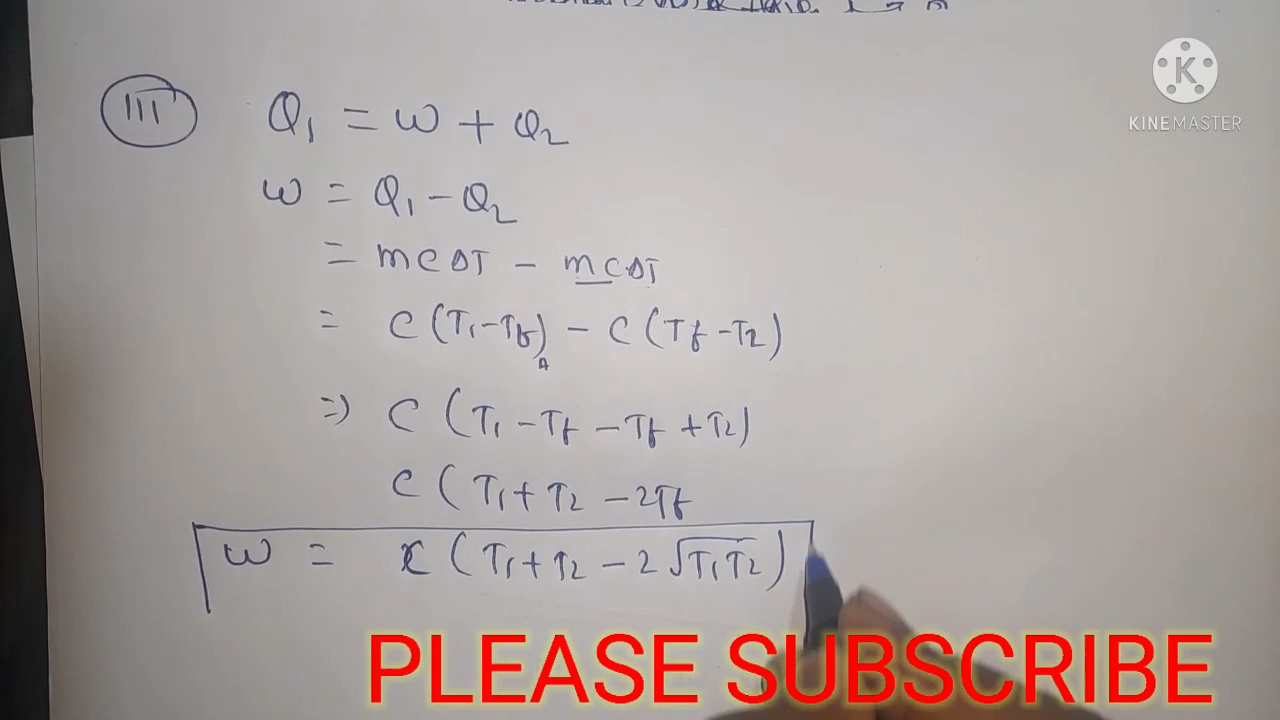 III Q₁ = W + Q₂
W = Q₁ - Q₂
= mcΔT - mcΔT
= C (T₁ - Tf) - C (Tf - T₂)
=) C (T₁ - Tf - Tf + T₂)
C (T₁ + T₂ - 2Tf
W = C (T₁ + T₂ - 2√T₁T₂)
K
KINEMASTER
PLEASE SUBSCRIBE